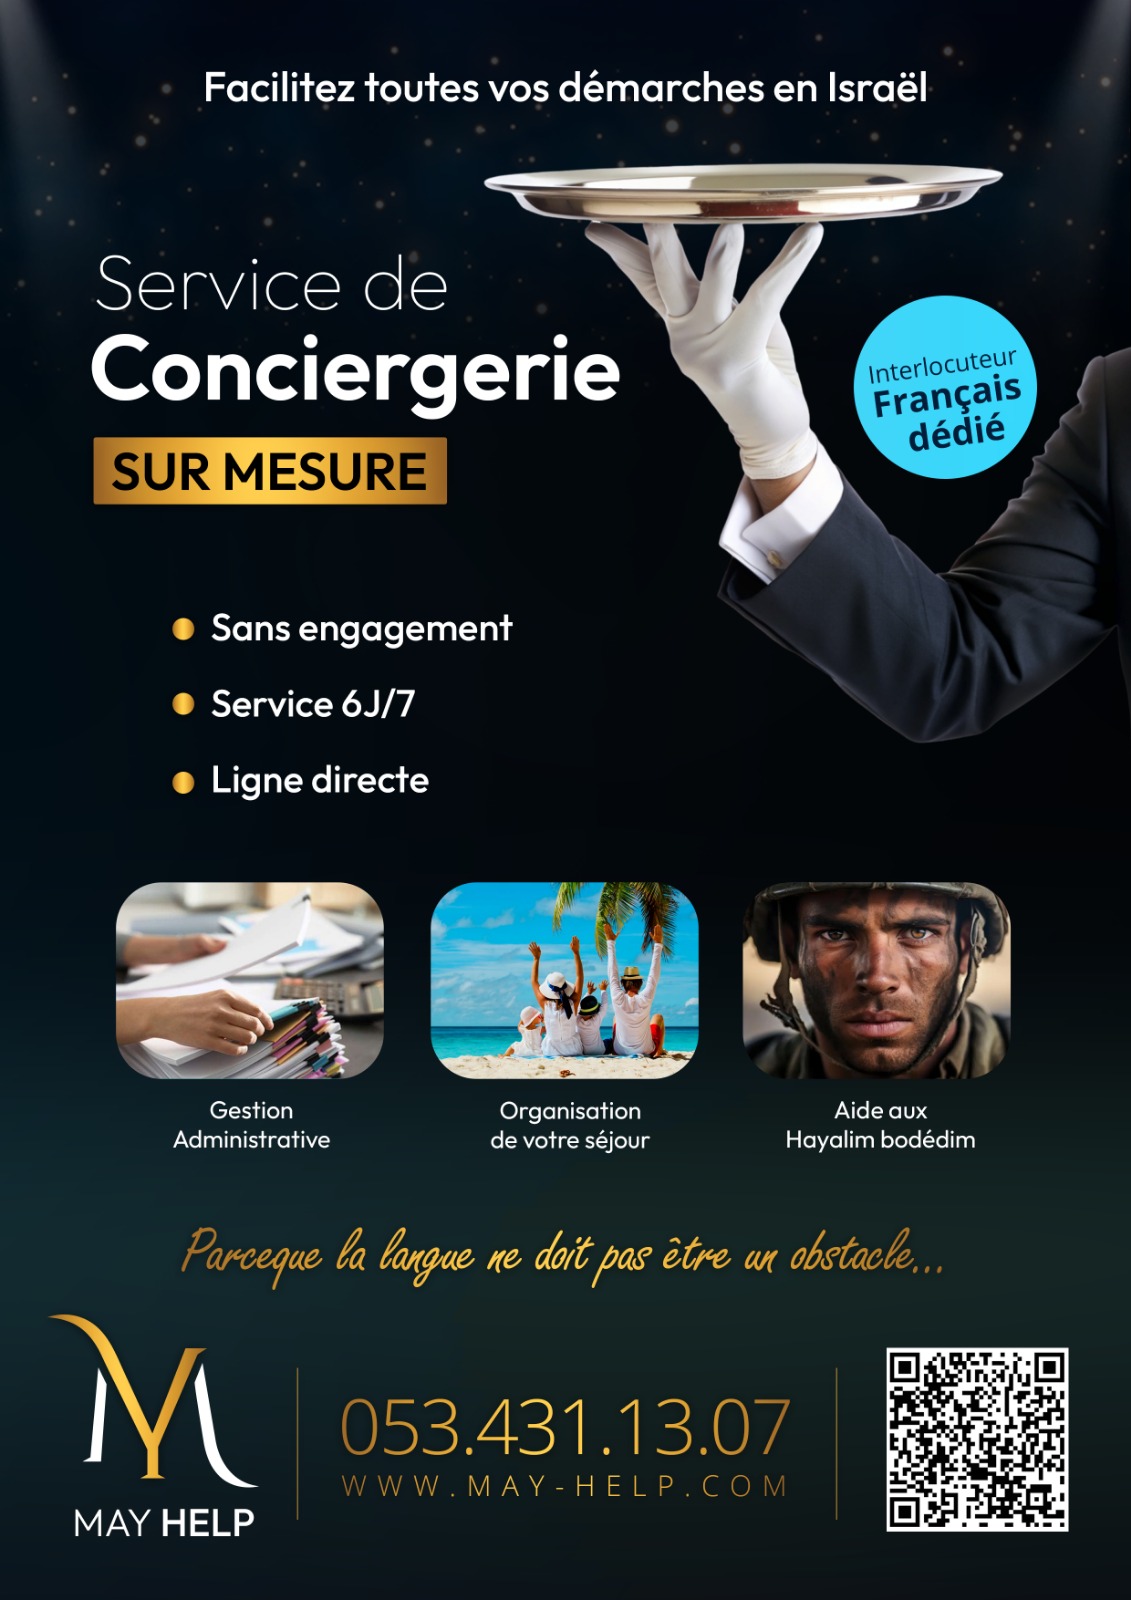 Facilitez toutes vos démarches en Israël
Service de
Conciergerie
SUR MESURE
Interlocuteur
Français
dédié
Sans engagement
Service 6J/7
Ligne directe
Gestion
Administrative
Organisation
de votre séjour
Aide aux
Hayalim bodédim
Parceque la langue ne doit pas être un obstacle...
053.431.13.07
WWW.MAY-HELP.COM
MAY HELP